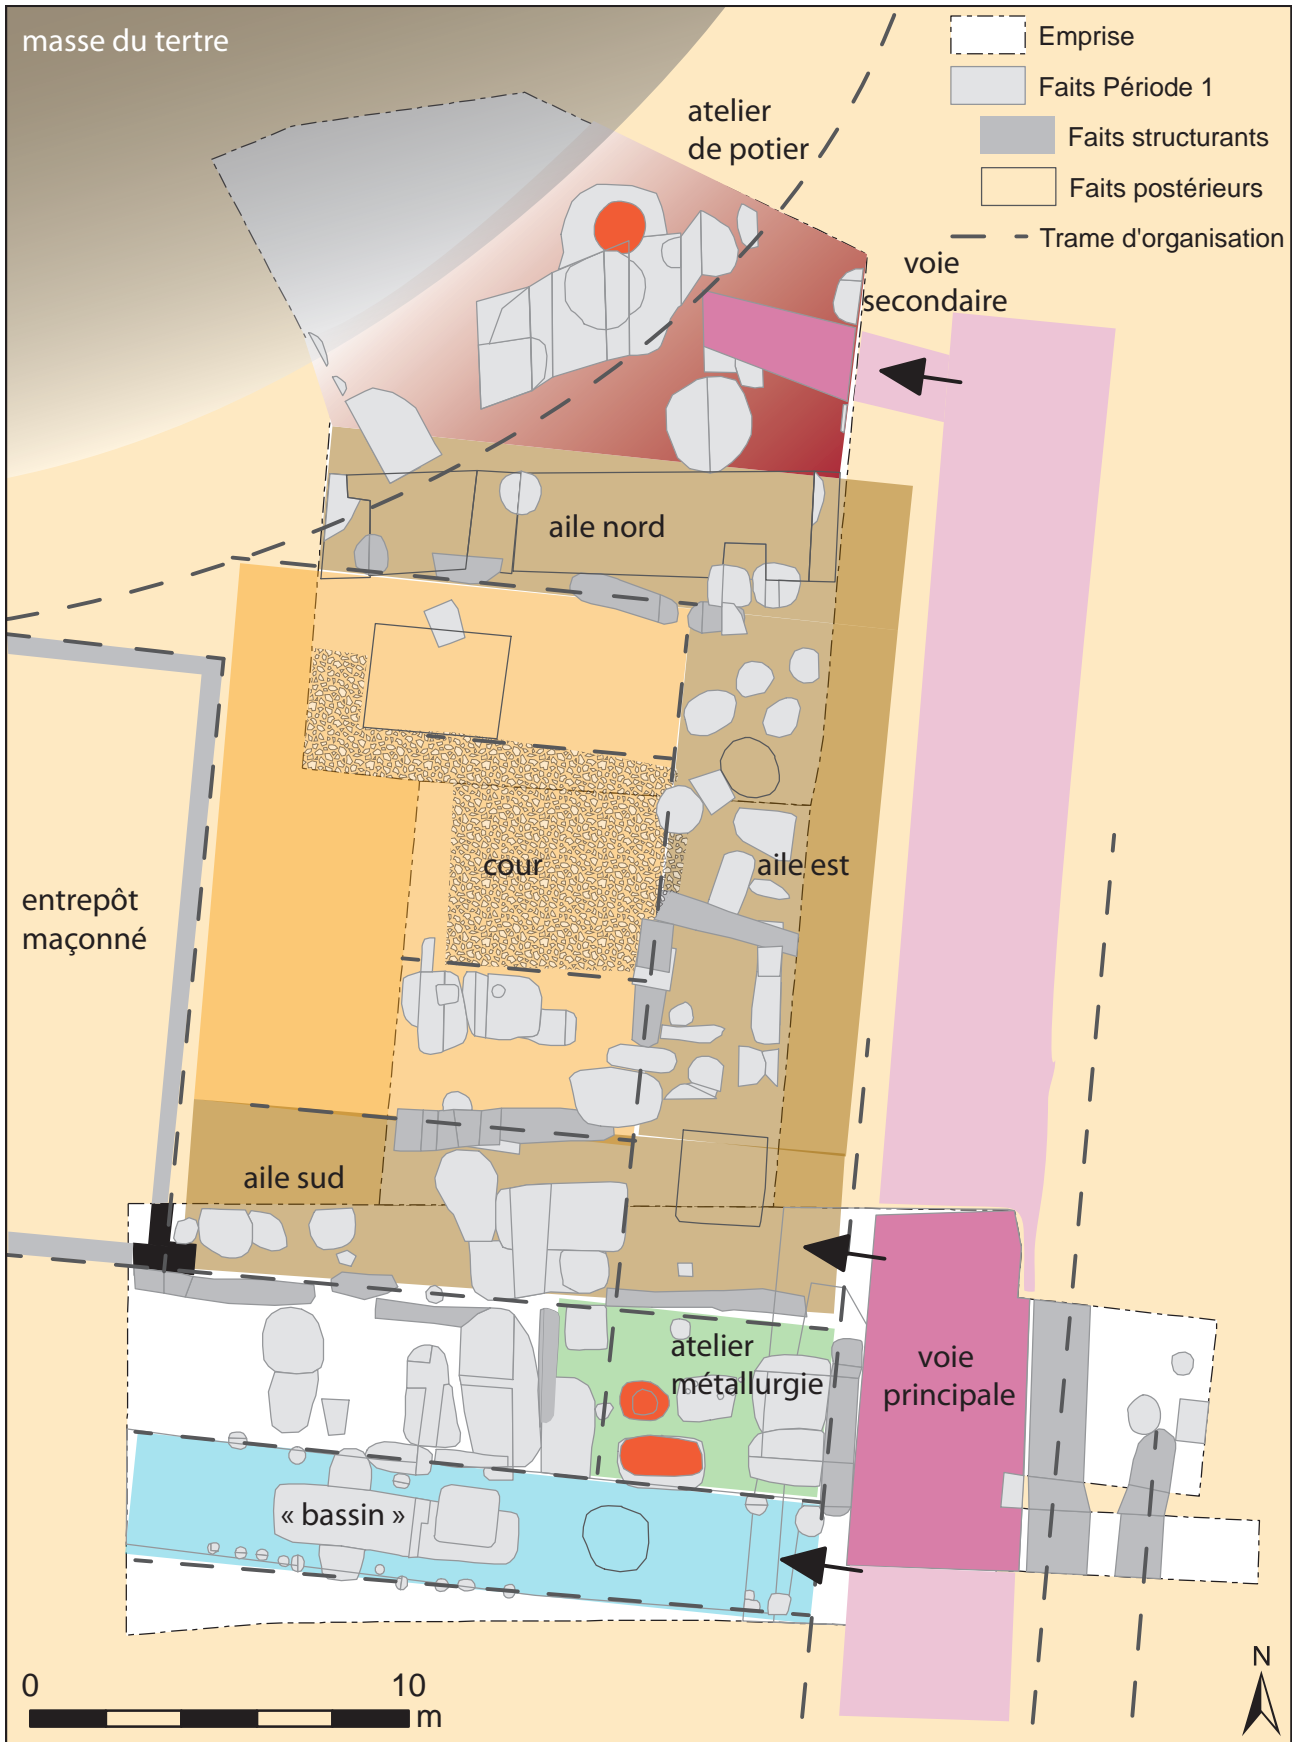 masse du tertre
Emprise
Faits Période 1
Faits structurants
Faits postérieurs
Trame d'organisation
atelier
de potier
voie
secondaire
aile nord
cour
aile est
entrepôt
maçonné
aile sud
atelier
métallurgie
voie
principale
« bassin »
0 10
m
N